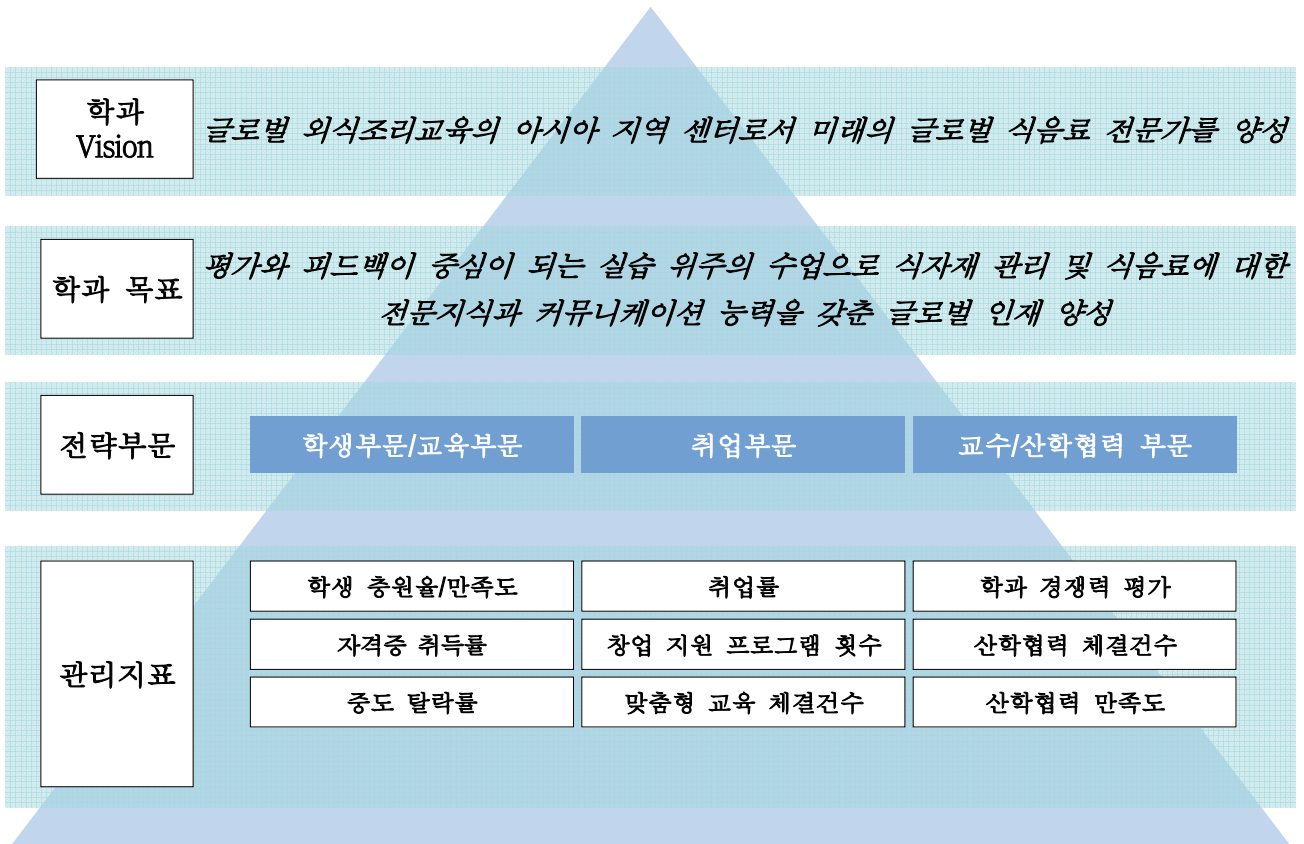 학과
Vision
글로벌 외식조리교육의 아시아 지역 센터로서 미래의 글로벌 식음료 전문가를 양성
학과 목표
평가와 피드백이 중심이 되는 실습 위주의 수업으로 식자재 관리 및 식음료에 대한
전문지식과 커뮤니케이션 능력을 갖춘 글로벌 인재 양성
전략부문
학생부문/교육부문
취업부문
교수/산학협력 부문
관리지표
학생 충원율/만족도
취업률
학과 경쟁력 평가
자격증 취득률
창업 지원 프로그램 횟수
산학협력 체결건수
중도 탈락률
맞춤형 교육 체결건수
산학협력 만족도